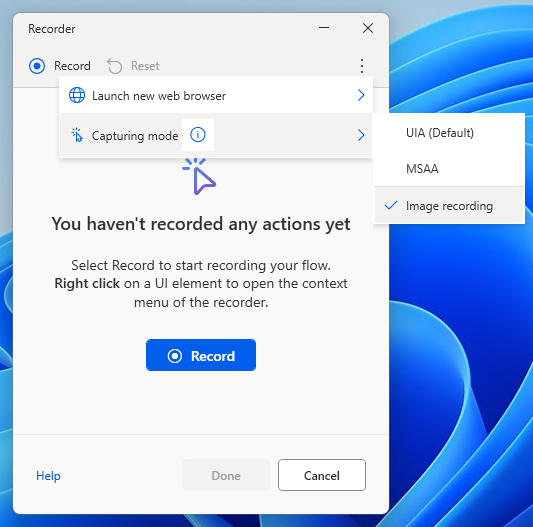 Recorder
Record
Reset
Launch new web browser
Capturing mode
UIA (Default)
MSAA
Image recording
You haven't recorded any actions yet
Select Record to start recording your flow.
Right click on a UI element to open the context
menu of the recorder.
Record
Help
Done
Cancel